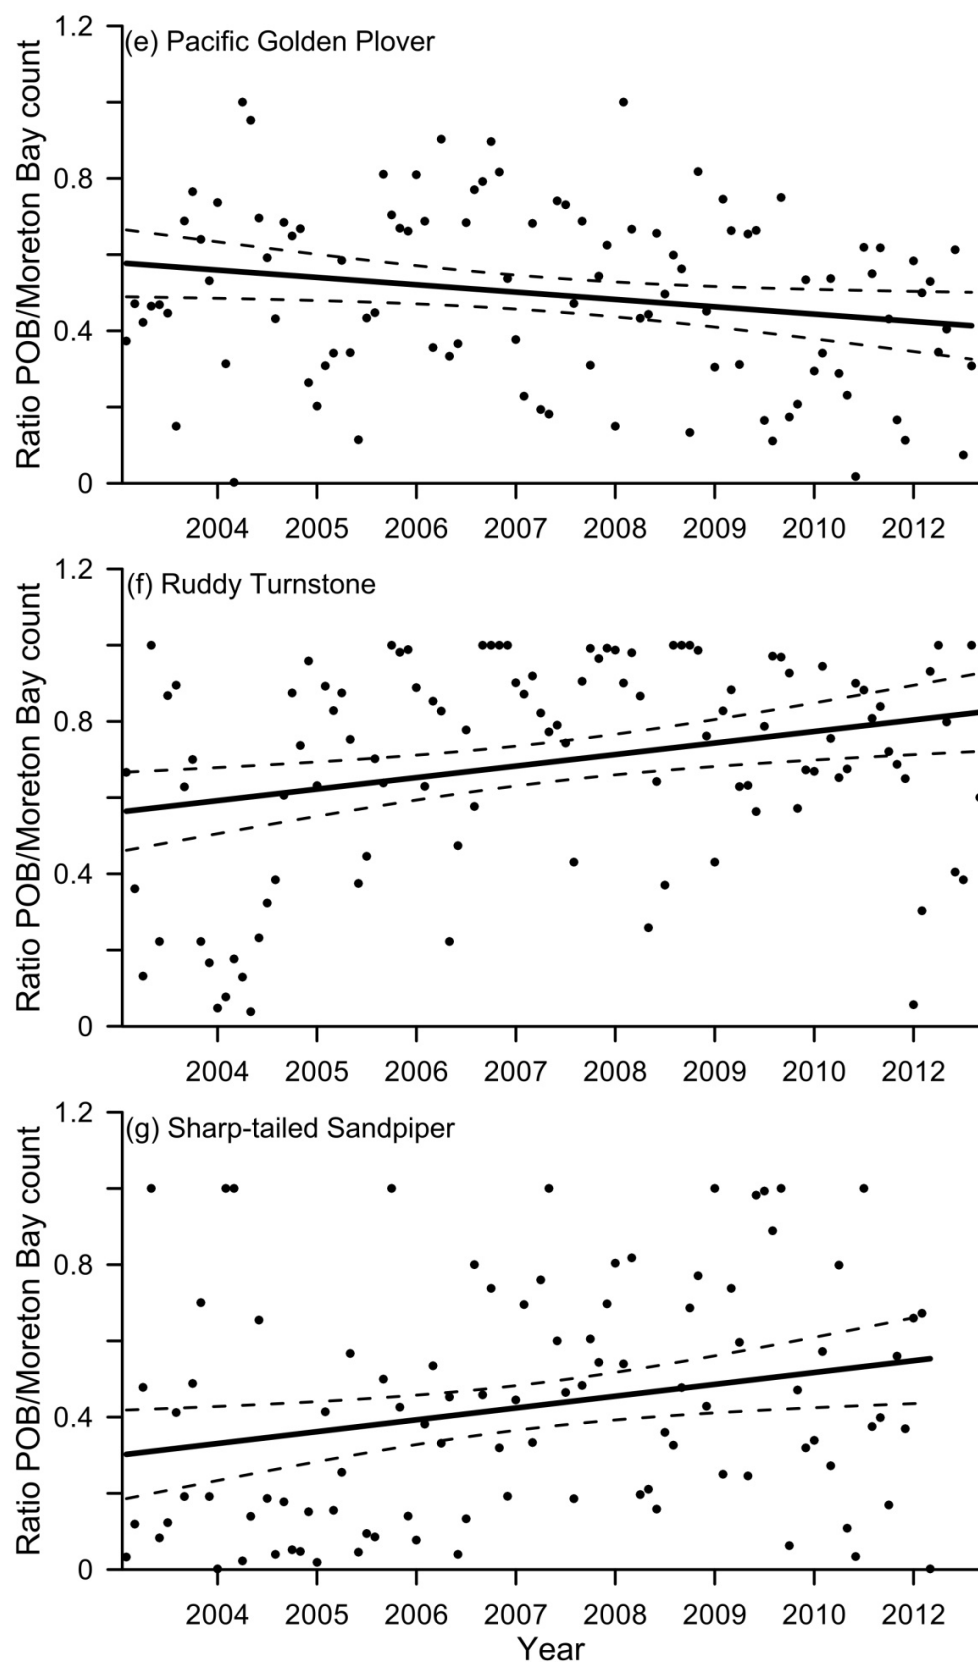 Ratio POB/Moreton Bay count
1.2
0.8
0.4
0
(e) Pacific Golden Plover
2004 2005 2006 2007 2008 2009 2010 2012
Ratio POB/Moreton Bay count
1.2
0.8
0.4
0
(f) Ruddy Turnstone
2004 2005 2006 2007 2008 2009 2010 2012
Ratio POB/Moreton Bay count
1.2
0.8
0.4
0
(g) Sharp-tailed Sandpiper
2004 2005 2006 2007 2008 2009 2010 2012
Year